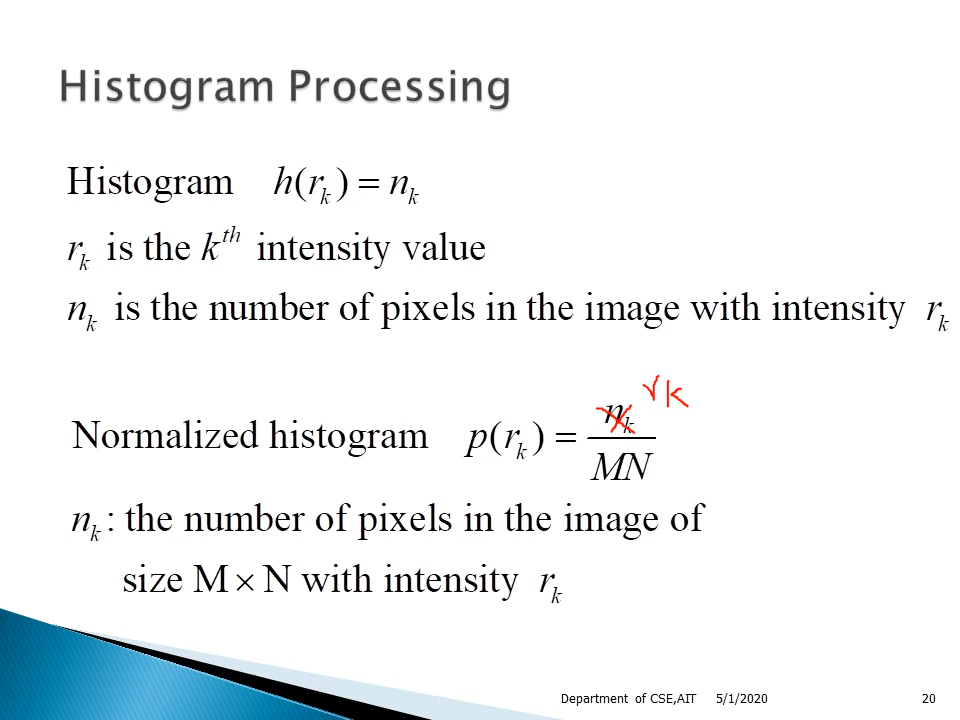 Histogram Processing
Histogram h(r_k) = n_k
r_k is the k^th intensity value
n_k is the number of pixels in the image with intensity r_k
√k
Normalized histogram p(r_k) = n_k / MN
n_k : the number of pixels in the image of
size M × N with intensity r_k
Department of CSE,AIT 5/1/2020 20